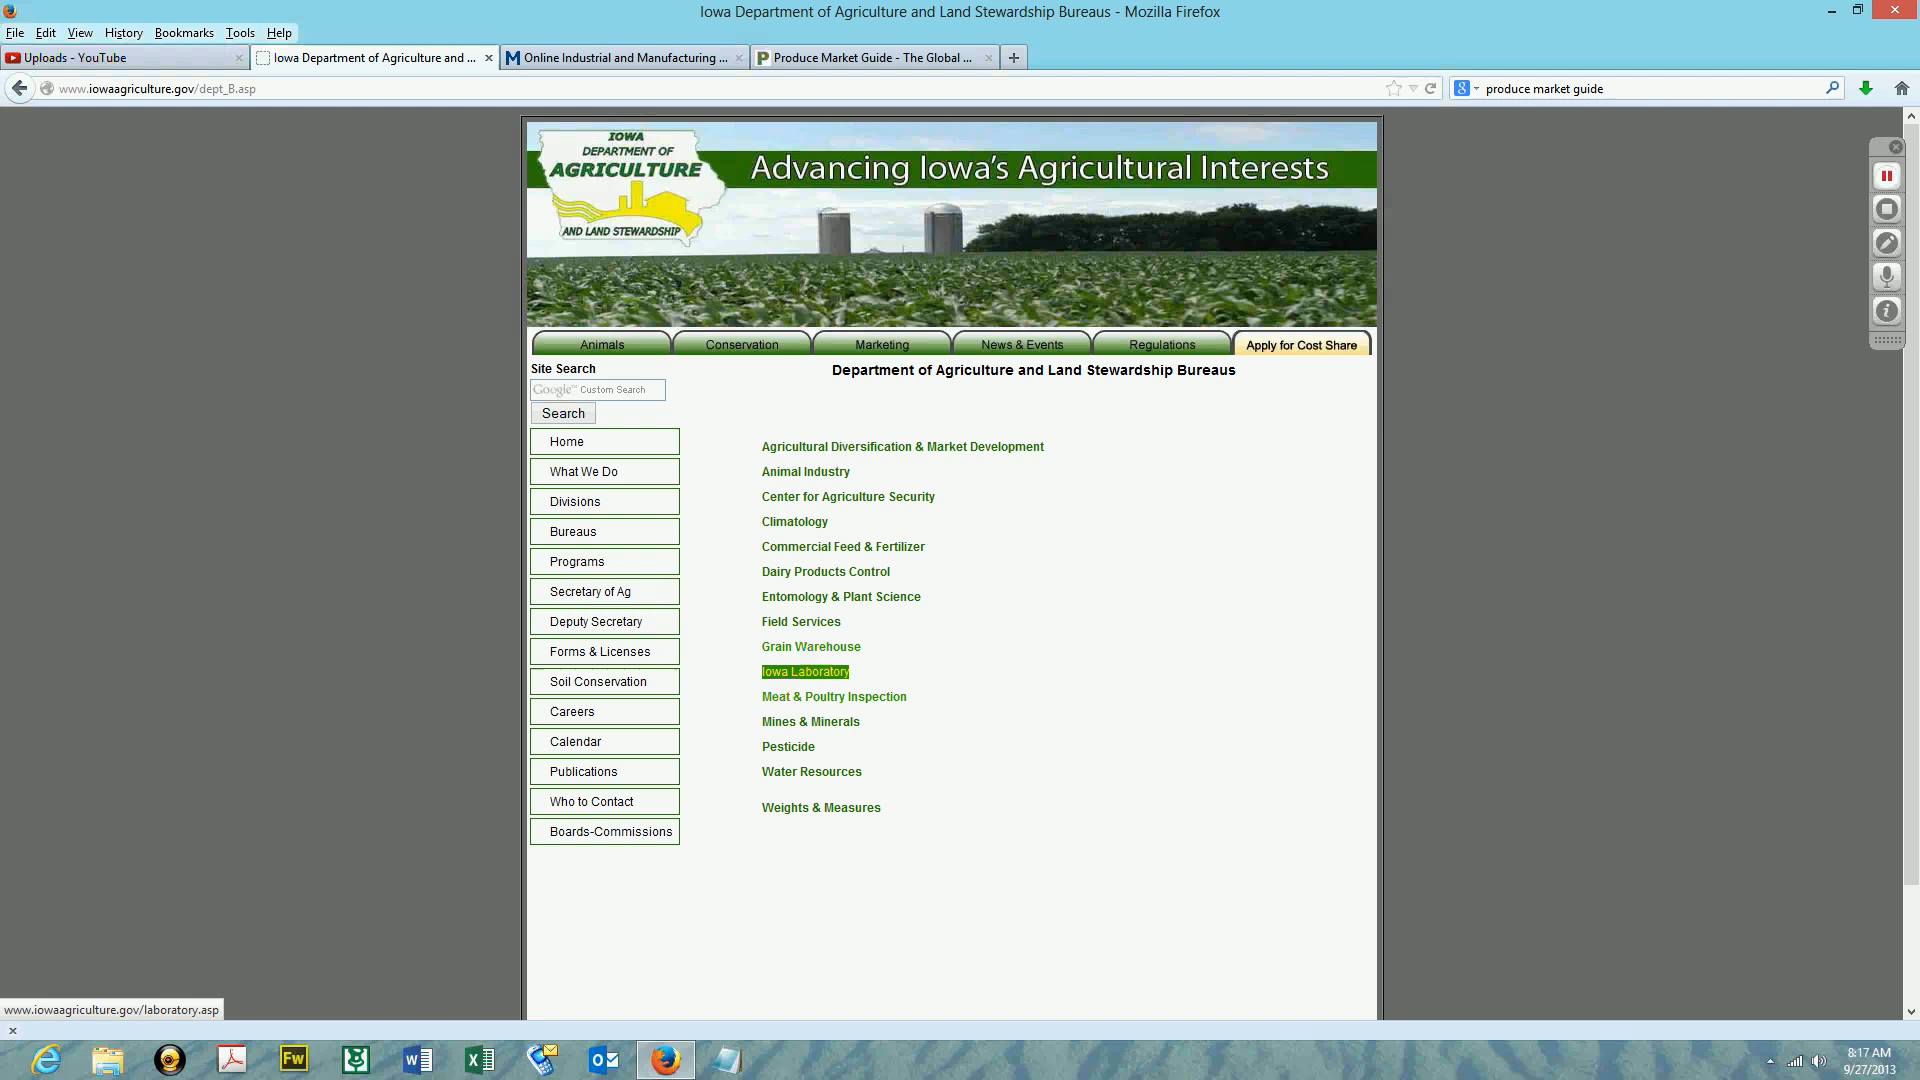 Iowa Department of Agriculture and Land Stewardship Bureaus - Mozilla Firefox
File Edit View History Bookmarks Tools Help
Uploads - YouTube
Iowa Department of Agriculture and ...
Online Industrial and Manufacturing ...
Produce Market Guide - The Global ...
www.iowaagriculture.gov/dept_B.asp
produce market guide
IOWA
DEPARTMENT OF
AGRICULTURE
AND LAND STEWARDSHIP
Advancing Iowa's Agricultural Interests
Animals Conservation Marketing News & Events Regulations Apply for Cost Share
Site Search
Google™ Custom Search
Search
Home
What We Do
Divisions
Bureaus
Programs
Secretary of Ag
Deputy Secretary
Forms & Licenses
Soil Conservation
Careers
Calendar
Publications
Who to Contact
Boards-Commissions
Department of Agriculture and Land Stewardship Bureaus
Agricultural Diversification & Market Development
Animal Industry
Center for Agriculture Security
Climatology
Commercial Feed & Fertilizer
Dairy Products Control
Entomology & Plant Science
Field Services
Grain Warehouse
Iowa Laboratory
Meat & Poultry Inspection
Mines & Minerals
Pesticide
Water Resources
Weights & Measures
www.iowaagriculture.gov/laboratory.asp
Fw
8:17 AM
9/27/2013